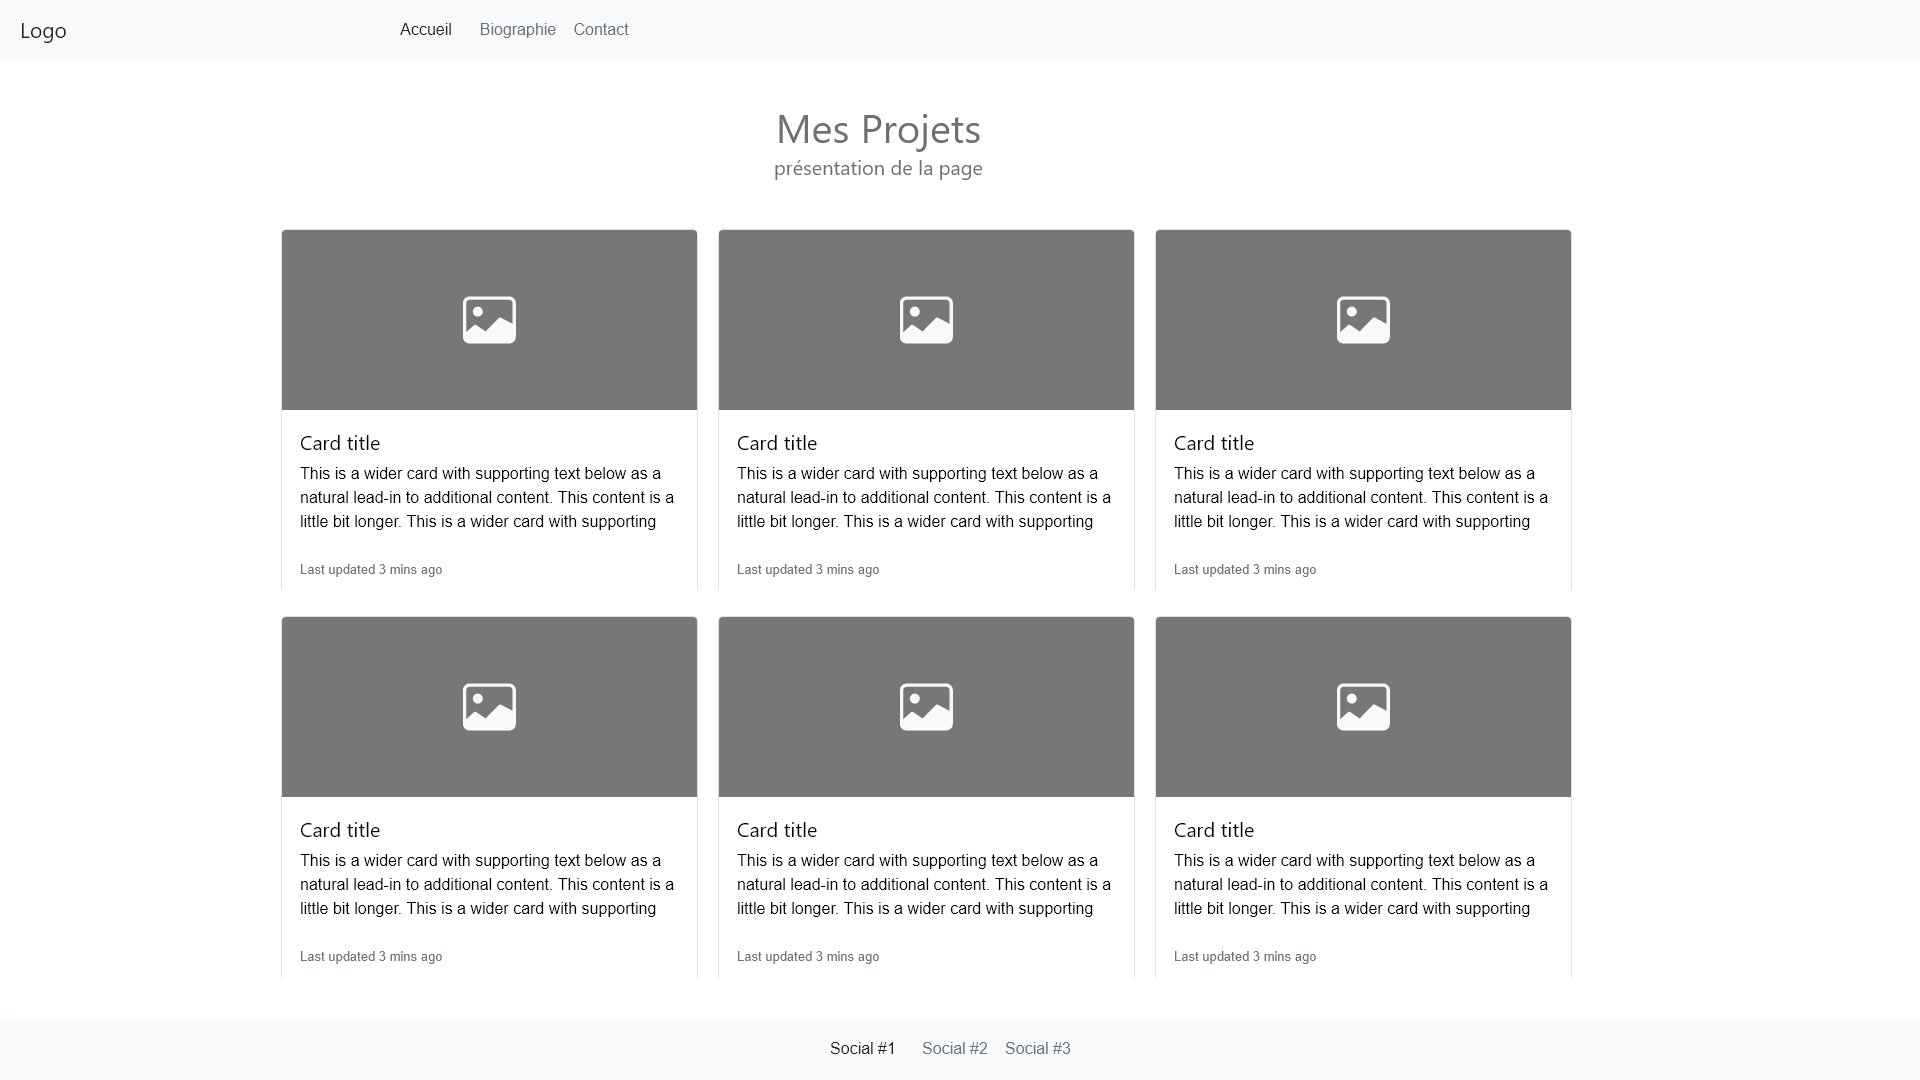 Logo
Accueil Biographie Contact
Mes Projets
présentation de la page
Card title
This is a wider card with supporting text below as a
natural lead-in to additional content. This content is a
little bit longer. This is a wider card with supporting
Last updated 3 mins ago
Card title
This is a wider card with supporting text below as a
natural lead-in to additional content. This content is a
little bit longer. This is a wider card with supporting
Last updated 3 mins ago
Card title
This is a wider card with supporting text below as a
natural lead-in to additional content. This content is a
little bit longer. This is a wider card with supporting
Last updated 3 mins ago
Card title
This is a wider card with supporting text below as a
natural lead-in to additional content. This content is a
little bit longer. This is a wider card with supporting
Last updated 3 mins ago
Card title
This is a wider card with supporting text below as a
natural lead-in to additional content. This content is a
little bit longer. This is a wider card with supporting
Last updated 3 mins ago
Card title
This is a wider card with supporting text below as a
natural lead-in to additional content. This content is a
little bit longer. This is a wider card with supporting
Last updated 3 mins ago
Social #1 Social #2 Social #3